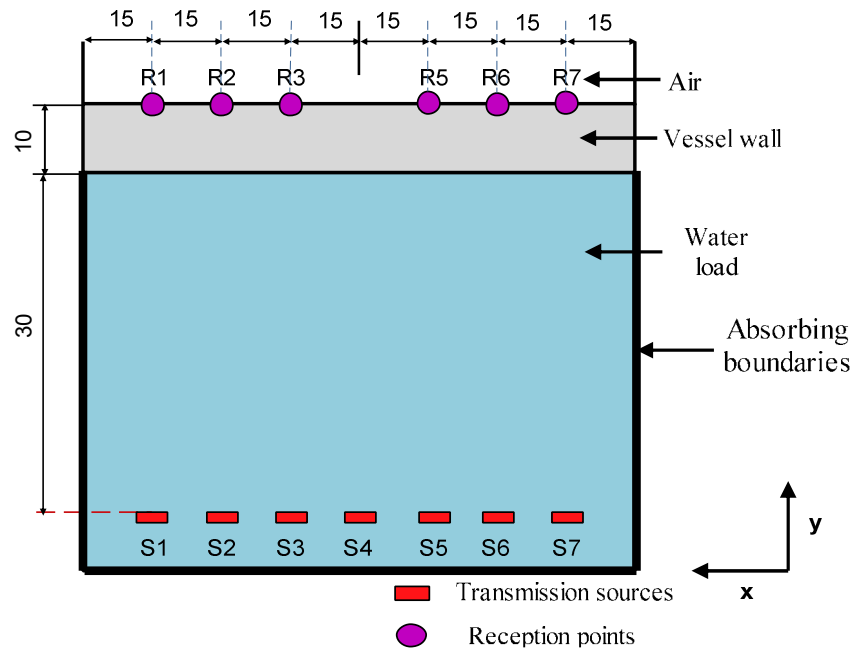 15 15 15 15 15 15 15 15
R1 R2 R3 R5 R6 R7
Air
10
Vessel wall
Water
load
30
Absorbing
boundaries
S1 S2 S3 S4 S5 S6 S7
y
x
Transmission sources
Reception points